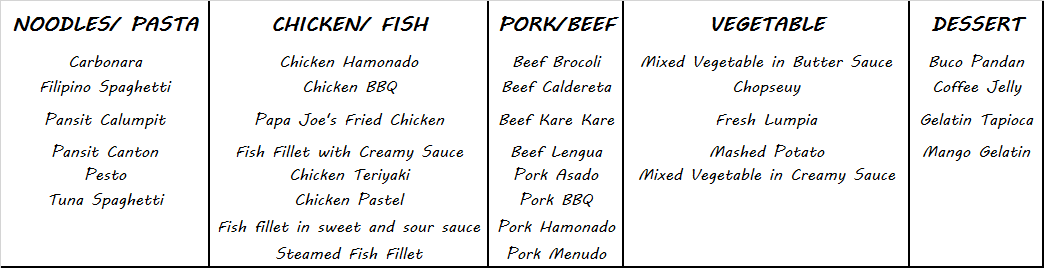 NOODLES/ PASTA CHICKEN/ FISH PORK/BEEF VEGETABLE DESSERT
Carbonara Chicken Hamonado Beef Brocoli Mixed Vegetable in Butter Sauce Buco Pandan
Filipino Spaghetti Chicken BBQ Beef Caldereta Chopseuy Coffee Jelly
Pansit Calumpit Papa Joe's Fried Chicken Beef Kare Kare Fresh Lumpia Gelatin Tapioca
Pansit Canton Fish Fillet with Creamy Sauce Beef Lengua Mashed Potato Mango Gelatin
Pesto Chicken Teriyaki Pork Asado Mixed Vegetable in Creamy Sauce
Tuna Spaghetti Chicken Pastel Pork BBQ
Fish fillet in sweet and sour sauce Pork Hamonado
Steamed Fish Fillet Pork Menudo